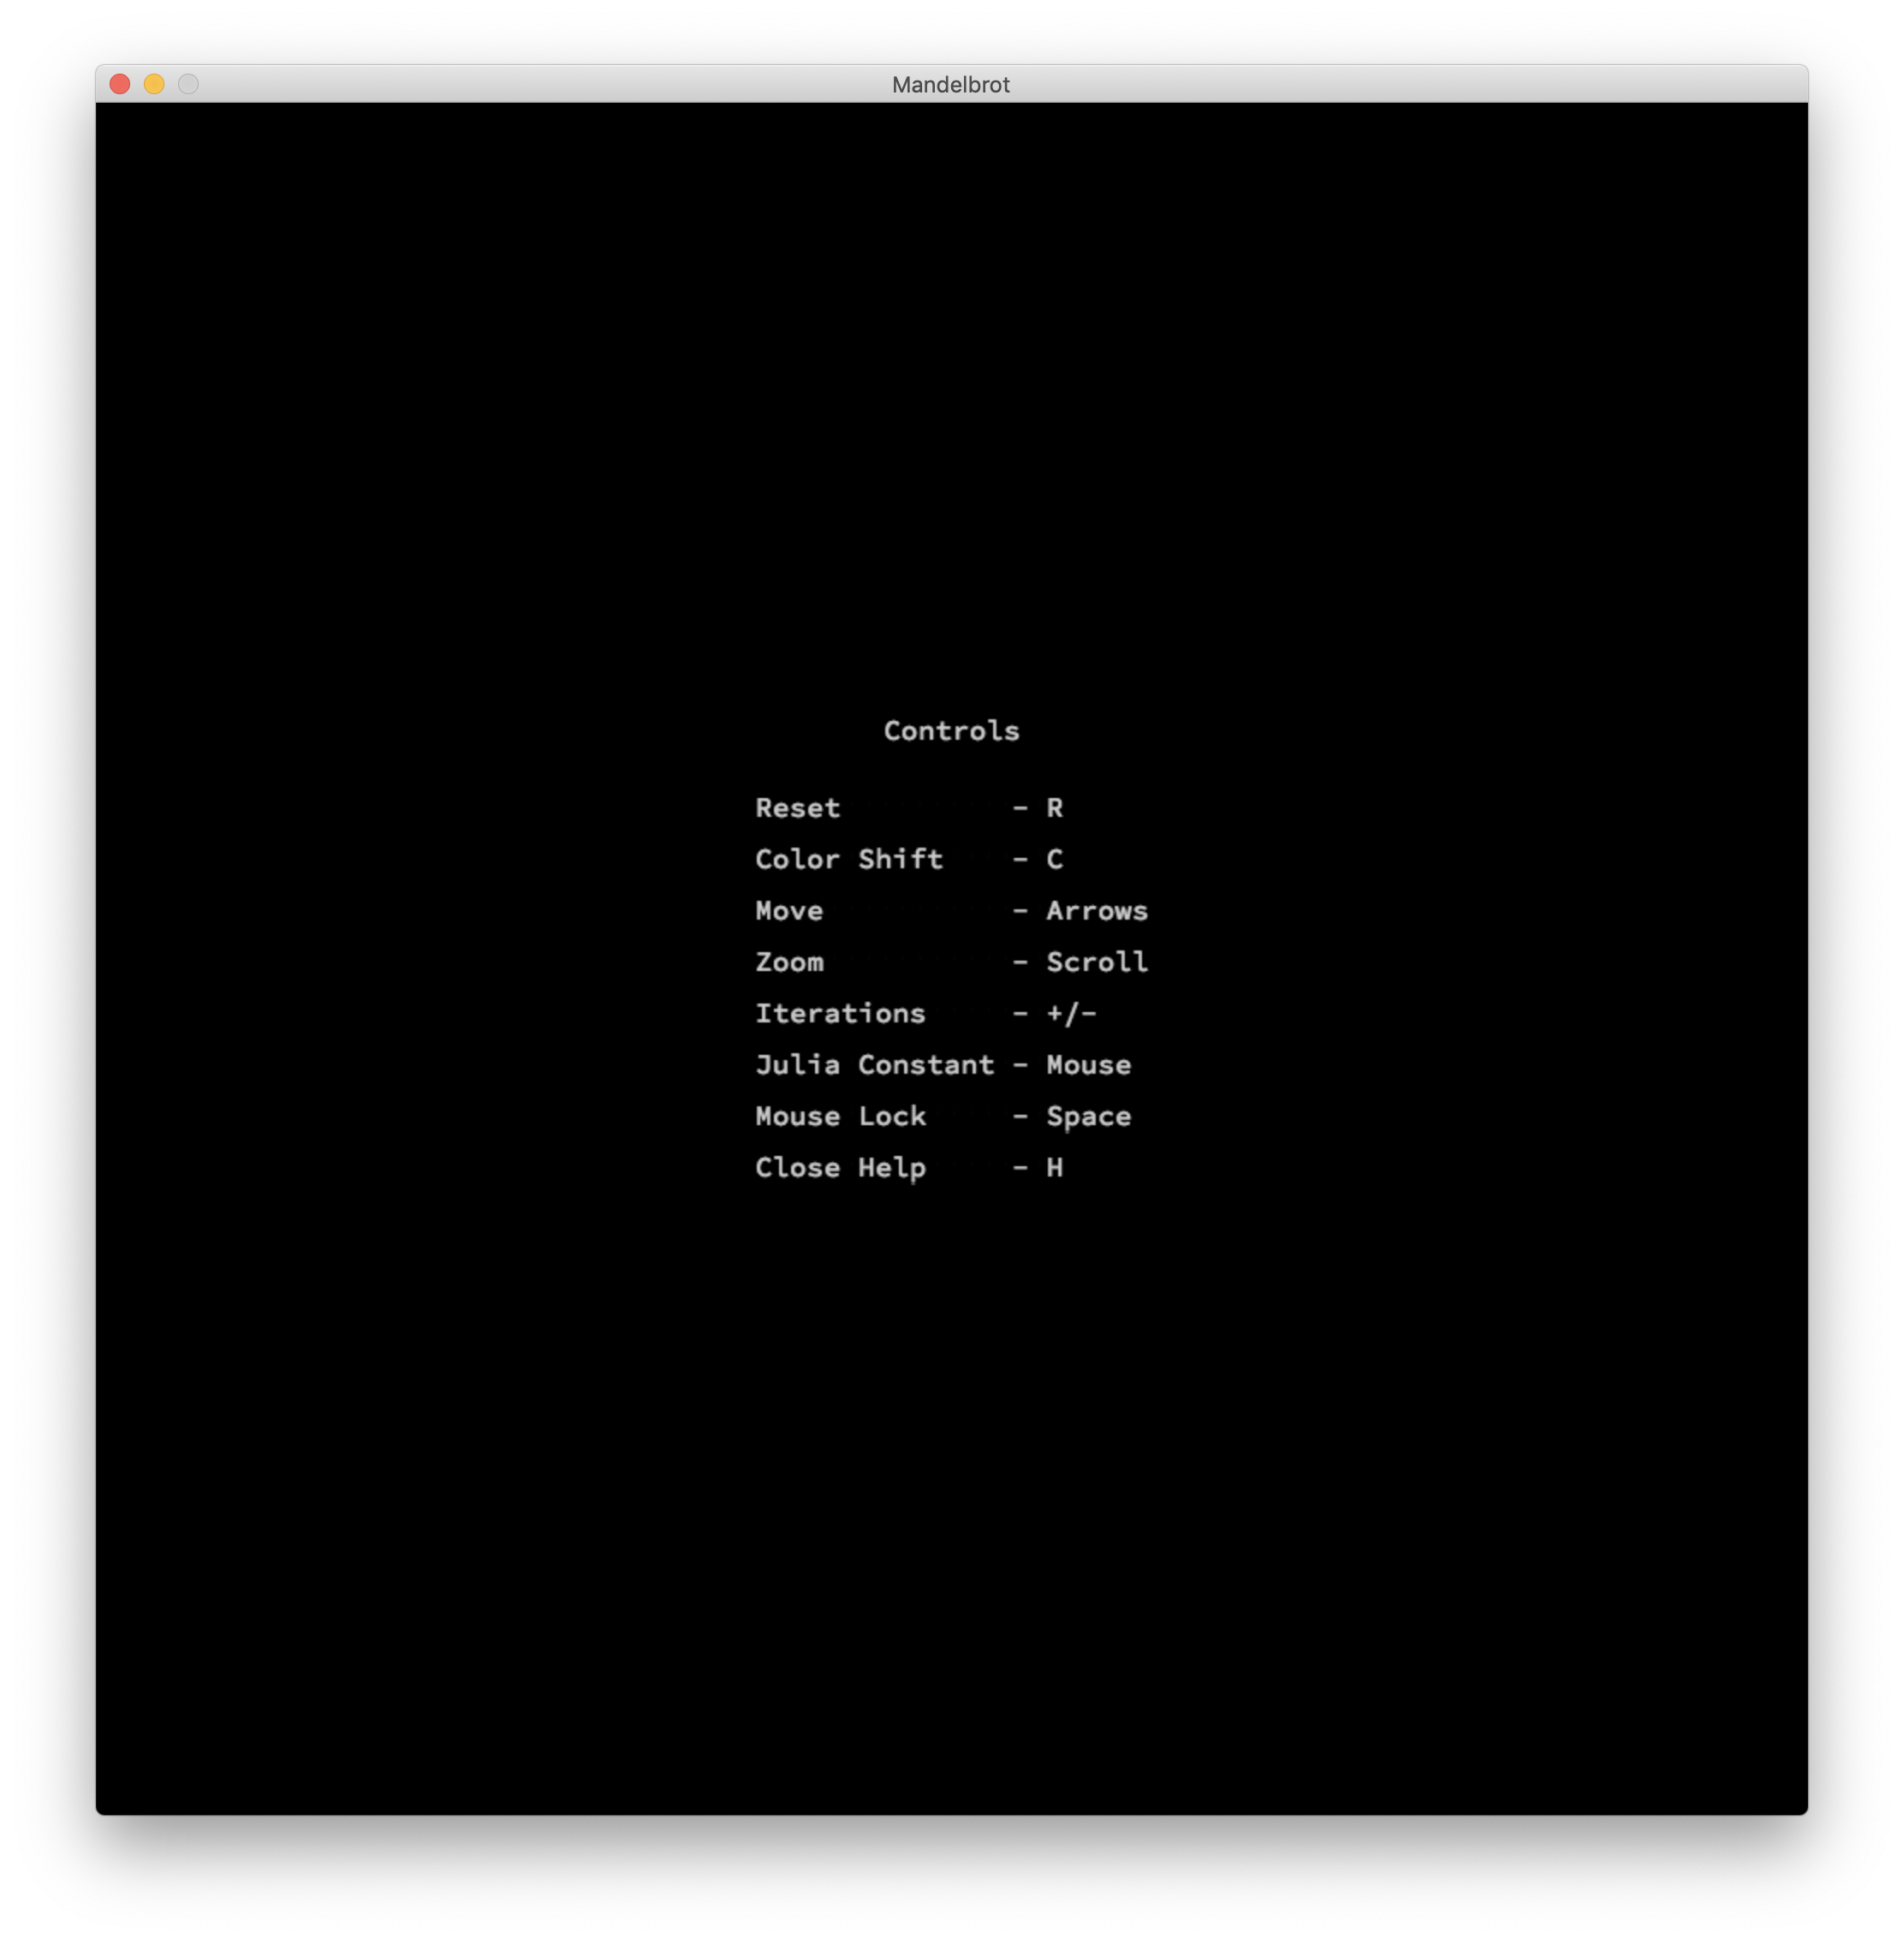 Mandelbrot
Controls
Reset - R
Color Shift - C
Move - Arrows
Zoom - Scroll
Iterations - +/-
Julia Constant - Mouse
Mouse Lock - Space
Close Help - H